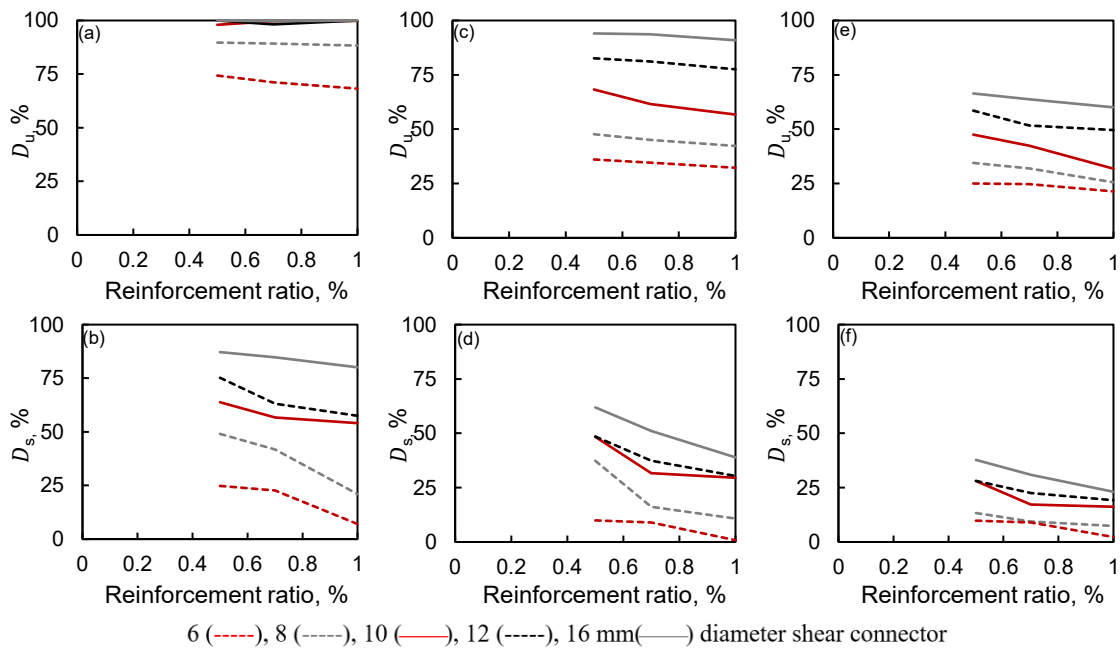 (a)
100
75
50
25
0
Du, %
0 0.2 0.4 0.6 0.8 1
Reinforcement ratio, %
(c)
100
75
50
25
0
Du, %
0 0.2 0.4 0.6 0.8 1
Reinforcement ratio, %
(e)
100
75
50
25
0
Du, %
0 0.2 0.4 0.6 0.8 1
Reinforcement ratio, %
(b)
100
75
50
25
0
Ds, %
0 0.2 0.4 0.6 0.8 1
Reinforcement ratio, %
(d)
100
75
50
25
0
Ds, %
0 0.2 0.4 0.6 0.8 1
Reinforcement ratio, %
(f)
100
75
50
25
0
Ds, %
0 0.2 0.4 0.6 0.8 1
Reinforcement ratio, %
6 (-----), 8 (-----), 10 (——), 12 (-----), 16 mm(——) diameter shear connector